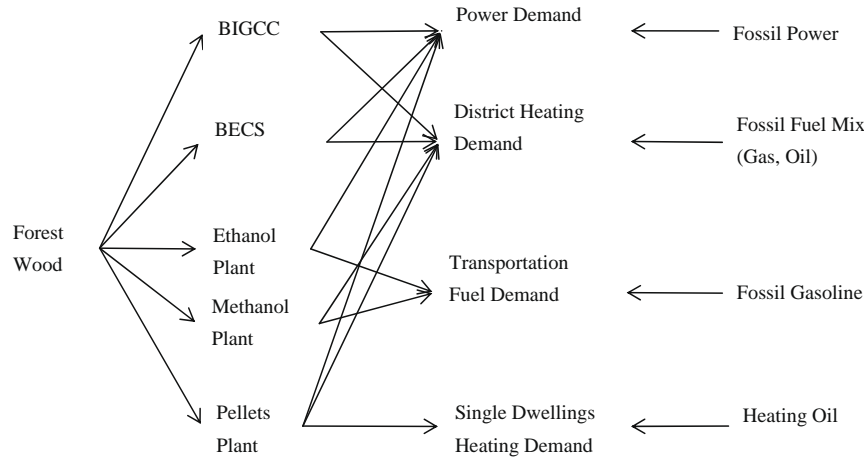 BIGCC
BECS
Forest
Wood
Ethanol
Plant
Methanol
Plant
Pellets
Plant
Power Demand
District Heating
Demand
Transportation
Fuel Demand
Single Dwellings
Heating Demand
Fossil Power
Fossil Fuel Mix
(Gas, Oil)
Fossil Gasoline
Heating Oil